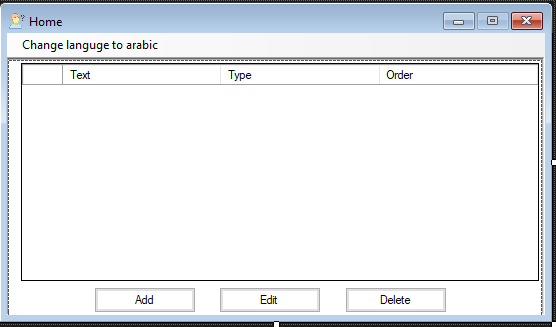 Home
Change languge to arabic
Text Type Order
Add Edit Delete